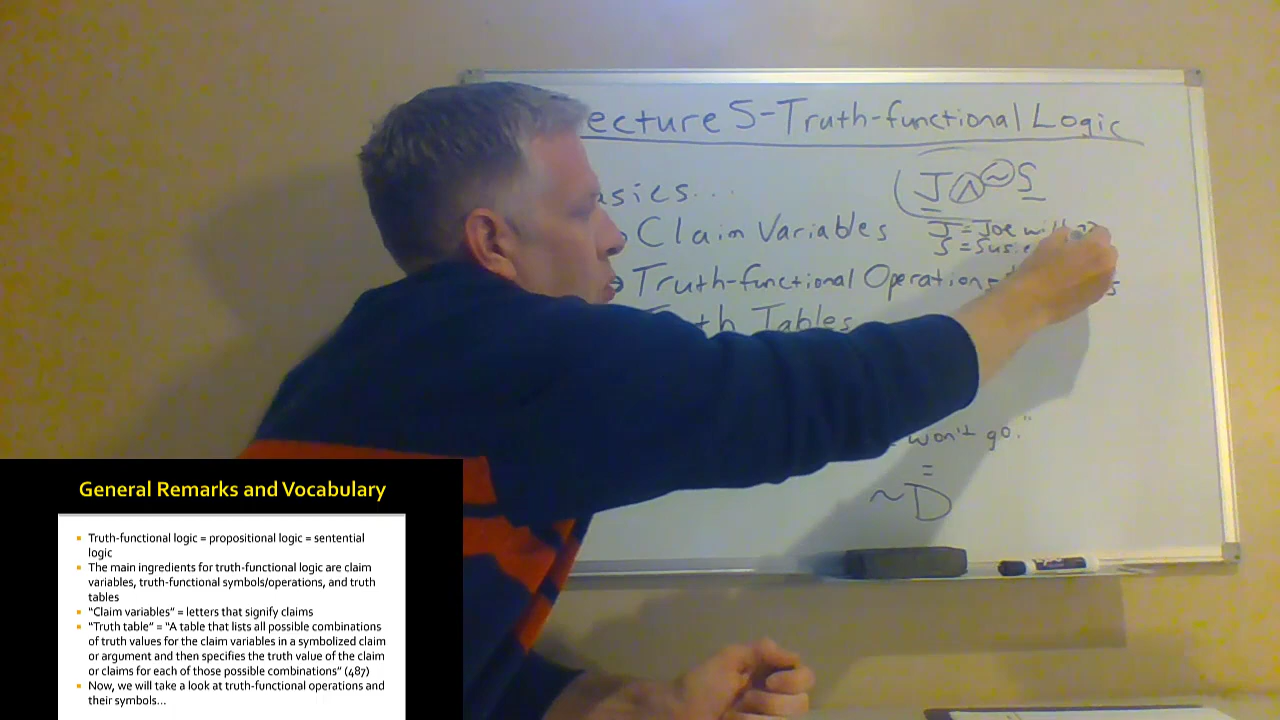 ecture 5-Truth-functional Logic
J ∧ ~ S
asics...
Claim Variables
J = Joe will
S = Susie
Truth-functional Operations
Tables
won't go."
=
~D
General Remarks and Vocabulary
Truth-functional logic = propositional logic = sentential
logic
The main ingredients for truth-functional logic are claim
variables, truth-functional symbols/operations, and truth
tables
“Claim variables” = letters that signify claims
“Truth table” = “A table that lists all possible combinations
of truth values for the claim variables in a symbolized claim
or argument and then specifies the truth value of the claim
or claims for each of those possible combinations” (487)
Now, we will take a look at truth-functional operations and
their symbols…